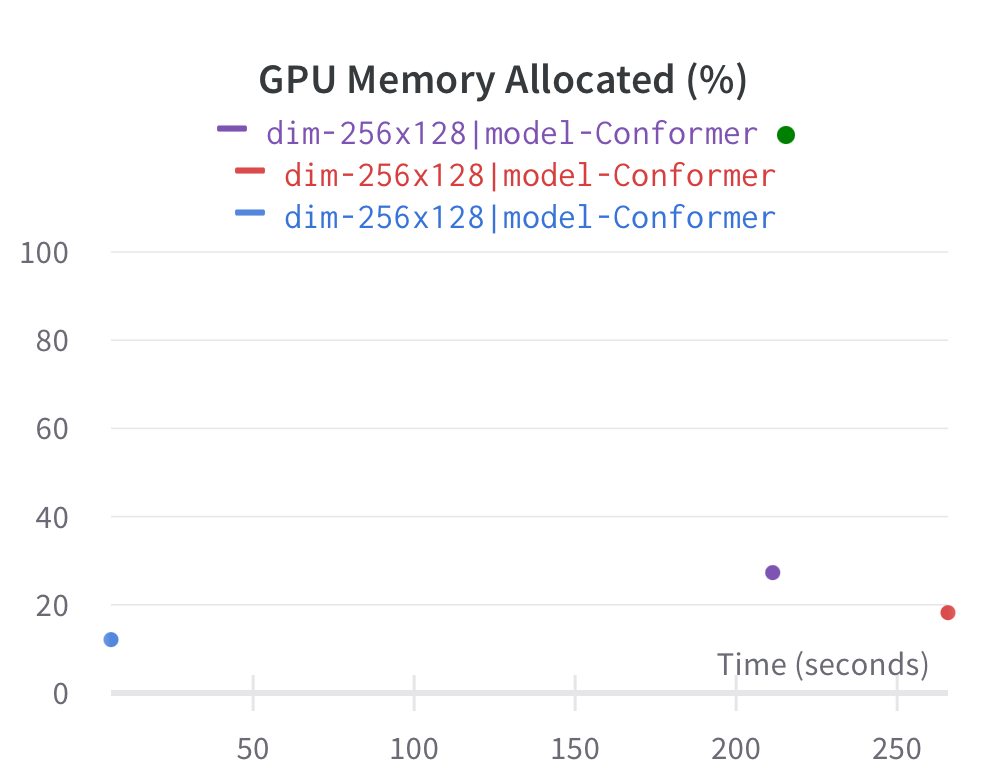 GPU Memory Allocated (%)
dim-256x128|model-Conformer
dim-256x128|model-Conformer
dim-256x128|model-Conformer
100
80
60
40
20
0
Time (seconds)
50 100 150 200 250